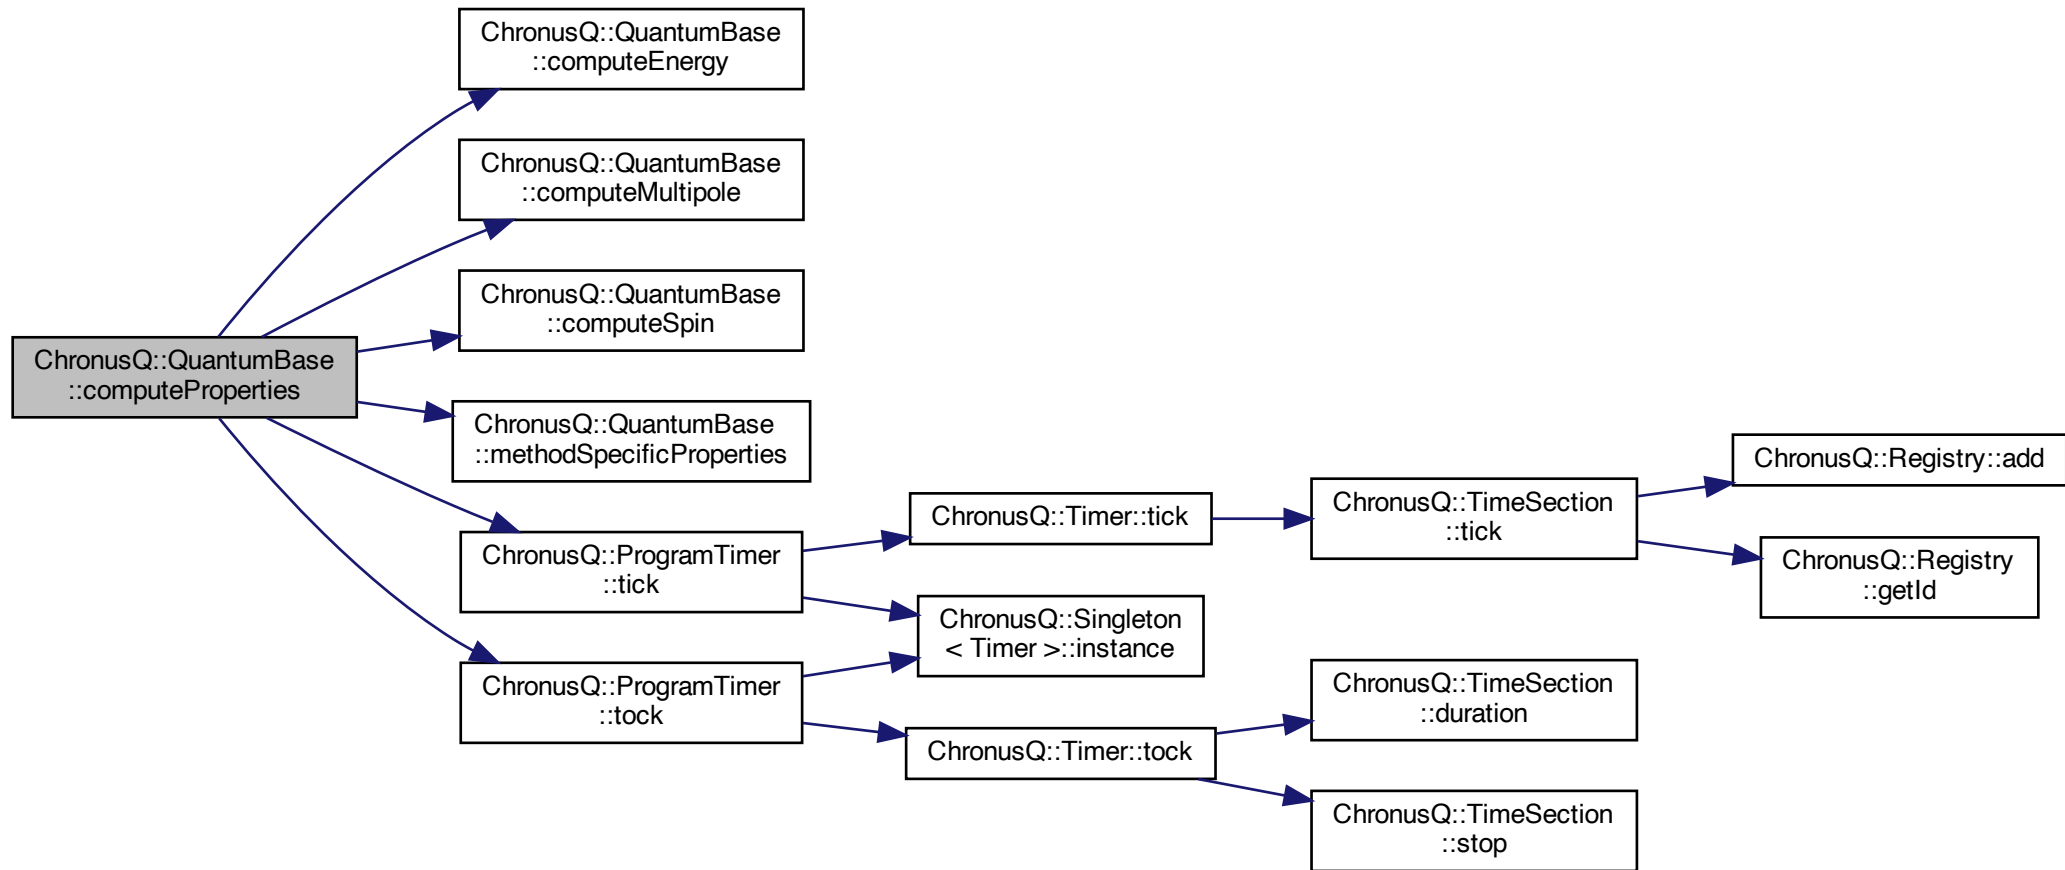 ChronusQ::QuantumBase
::computeProperties
ChronusQ::QuantumBase
::computeEnergy
ChronusQ::QuantumBase
::computeMultipole
ChronusQ::QuantumBase
::computeSpin
ChronusQ::QuantumBase
::methodSpecificProperties
ChronusQ::ProgramTimer
::tick
ChronusQ::ProgramTimer
::tock
ChronusQ::Timer::tick
ChronusQ::Singleton
< Timer >::instance
ChronusQ::Timer::tock
ChronusQ::TimeSection
::tick
ChronusQ::TimeSection
::duration
ChronusQ::TimeSection
::stop
ChronusQ::Registry::add
ChronusQ::Registry
::getId